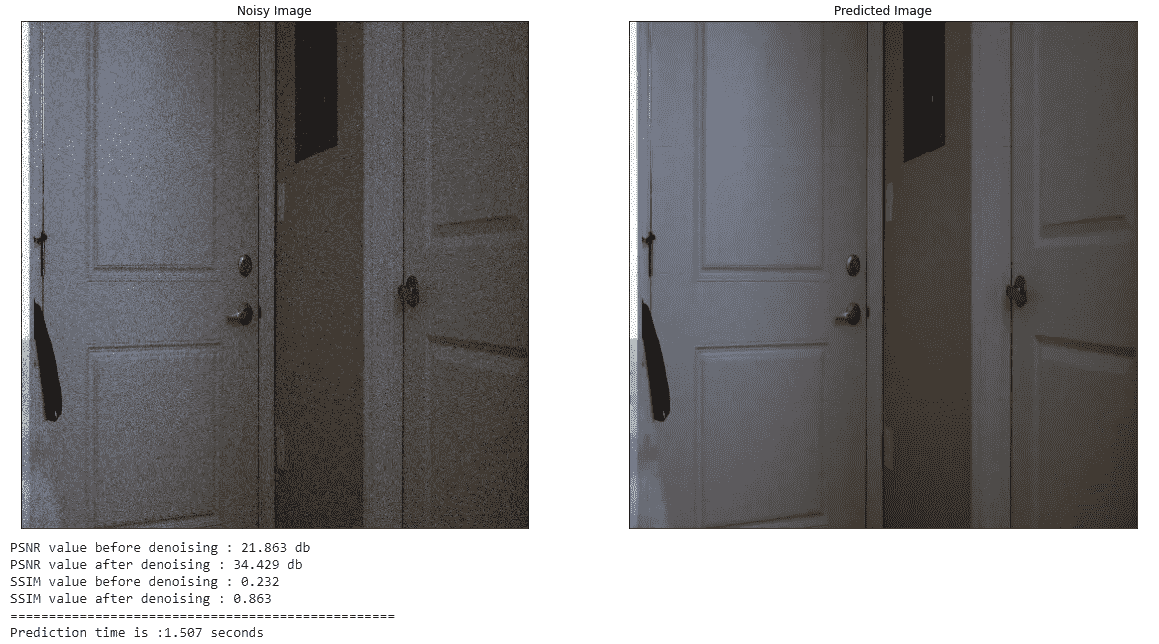 Noisy Image
Predicted Image
PSNR value before denoising : 21.863 db
PSNR value after denoising : 34.429 db
SSIM value before denoising : 0.232
SSIM value after denoising : 0.863
==================================================
Prediction time is :1.507 seconds